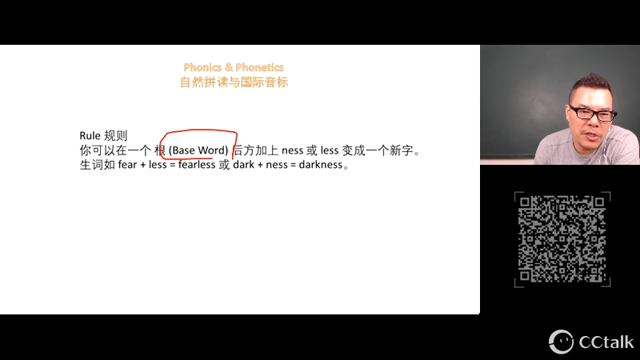 Phonics & Phonetics
自然拼读与国际音标
Rule 规则
你可以在一个 根 (Base Word) 后方加上 ness 或 less 变成一个新字。
生词如 fear + less = fearless 或 dark + ness = darkness。
CCtalk